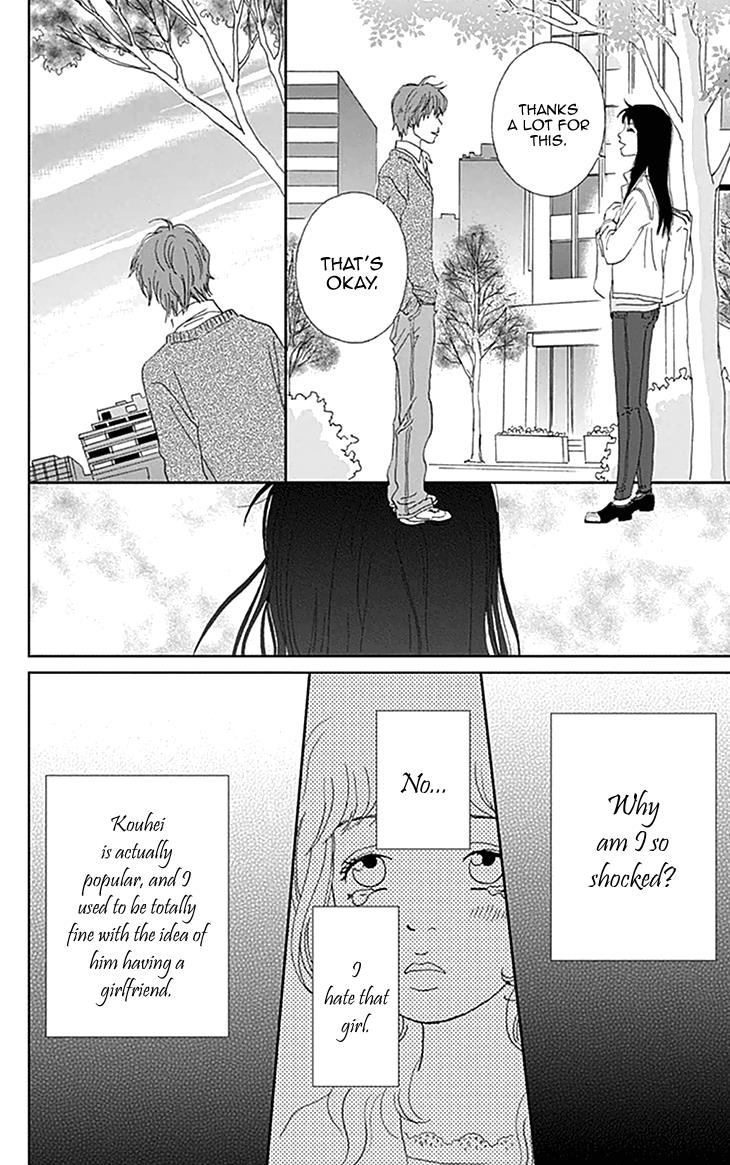 THANKS
A LOT FOR
THIS.
THAT'S
OKAY.
Why
am I so
shocked?
No...
I
hate that
girl.
Kouhei
is actually
popular, and I
used to be totally
fine with the idea of
him having a
girlfriend.